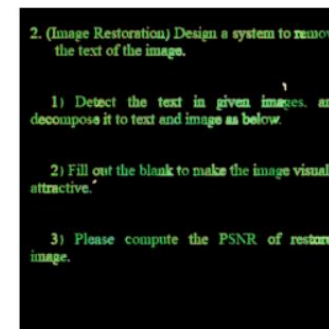 2. (Image Restoration) Design a system to remov
the text of the image.
1) Detect the text in given images. an
decompose it to text and image as below.
2) Fill out the blank to make the image visual
attractive.
3) Please compute the PSNR of restore
image.